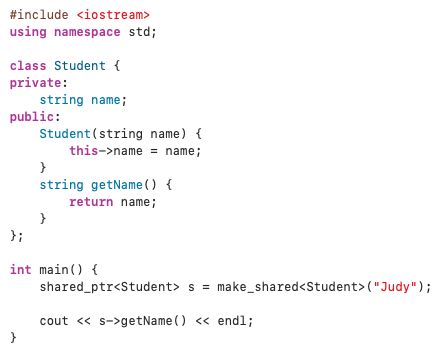 #include <iostream>
using namespace std;

class Student {
private:
    string name;
public:
    Student(string name) {
        this->name = name;
    }
    string getName() {
        return name;
    }
};

int main() {
    shared_ptr<Student> s = make_shared<Student>("Judy");

    cout << s->getName() << endl;
}